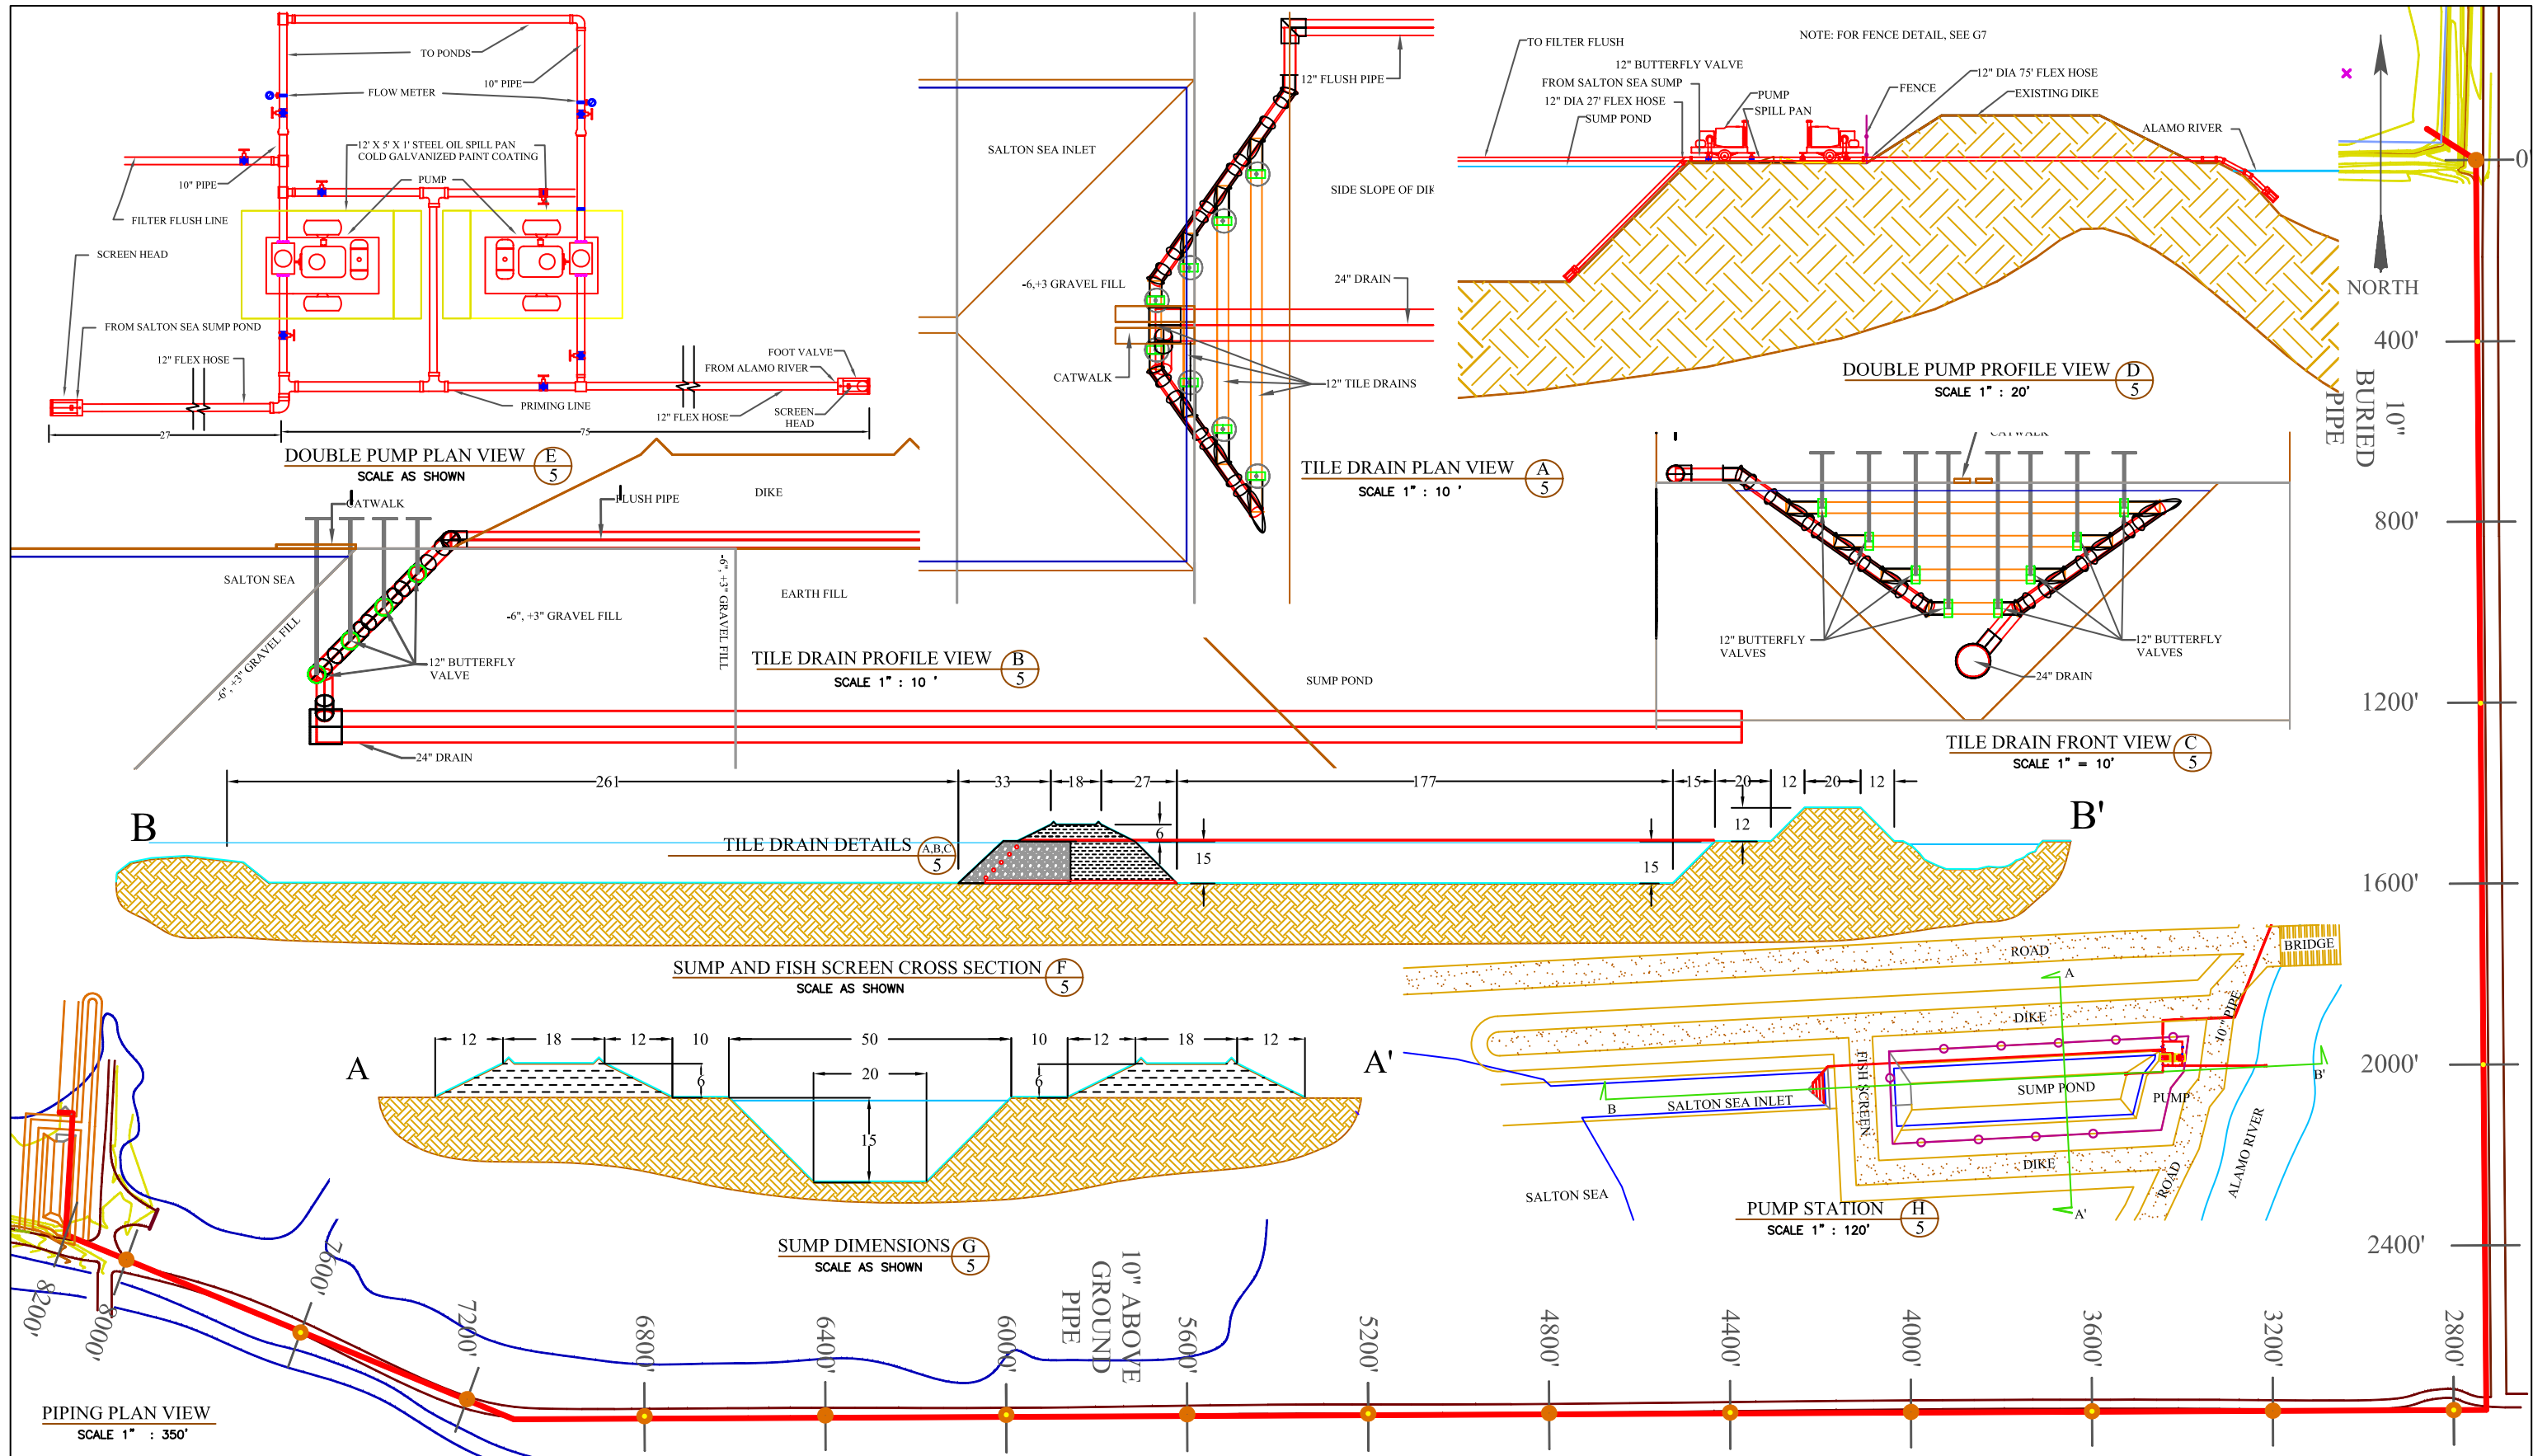 TO PONDS
10" PIPE
FLOW METER
12' X 5' X 1' STEEL OIL SPILL PAN
COLD GALVANIZED PAINT COATING
10" PIPE
PUMP
FILTER FLUSH LINE
SCREEN HEAD
FROM SALTON SEA SUMP POND
12" FLEX HOSE
FOOT VALVE
FROM ALAMO RIVER
PRIMING LINE
12" FLEX HOSE
SCREEN
HEAD
27
75
DOUBLE PUMP PLAN VIEW
E
5
SCALE AS SHOWN
12" FLUSH PIPE
SALTON SEA INLET
SIDE SLOPE OF
-6,+3 GRAVEL FILL
24" DRAIN
CATWALK
12" TILE DRAINS
TILE DRAIN PLAN VIEW
A
5
SCALE 1" : 10 '
NOTE: FOR FENCE DETAIL, SEE G7
TO FILTER FLUSH
12" BUTTERFLY VALVE
FROM SALTON SEA SUMP
12" DIA 27' FLEX HOSE
SUMP POND
PUMP
SPILL PAN
12" DIA 75' FLEX HOSE
FENCE
EXISTING DIKE
ALAMO RIVER
DOUBLE PUMP PROFILE VIEW
D
5
SCALE 1" : 20'
NORTH
0'
400'
10"
BURIED
PIPE
800'
1200'
1600'
2000'
2400'
CATWALK
FLUSH PIPE
DIKE
SALTON SEA
-6", +3" GRAVEL FILL
-6", +3" GRAVEL FILL
-6", +3" GRAVEL FILL
EARTH FILL
12" BUTTERFLY
VALVE
24" DRAIN
TILE DRAIN PROFILE VIEW
B
5
SCALE 1" : 10 '
SUMP POND
CATWALK
12" BUTTERFLY
VALVES
12" BUTTERFLY
VALVES
24" DRAIN
TILE DRAIN FRONT VIEW
C
5
SCALE 1" = 10'
261
33
18
27
177
15
20
12
20
12
B
B'
TILE DRAIN DETAILS
A,B,C
5
6
15
15
12
SUMP AND FISH SCREEN CROSS SECTION
F
5
SCALE AS SHOWN
12
18
12
10
50
10
12
18
12
A
A'
6
20
6
15
SUMP DIMENSIONS
G
5
SCALE AS SHOWN
ROAD
BRIDGE
A
DIKE
10" PIPE
FISH SCREEN
SUMP POND
PUMP
B'
B
SALTON SEA INLET
DIKE
ROAD
ALAMO RIVER
SALTON SEA
A'
PUMP STATION
H
5
SCALE 1" : 120'
10" ABOVE
GROUND
PIPE
8200'
8000'
7600'
7200'
6800'
6400'
6000'
5600'
5200'
4800'
4400'
4000'
3600'
3200'
2800'
PIPING PLAN VIEW
SCALE 1" : 350'